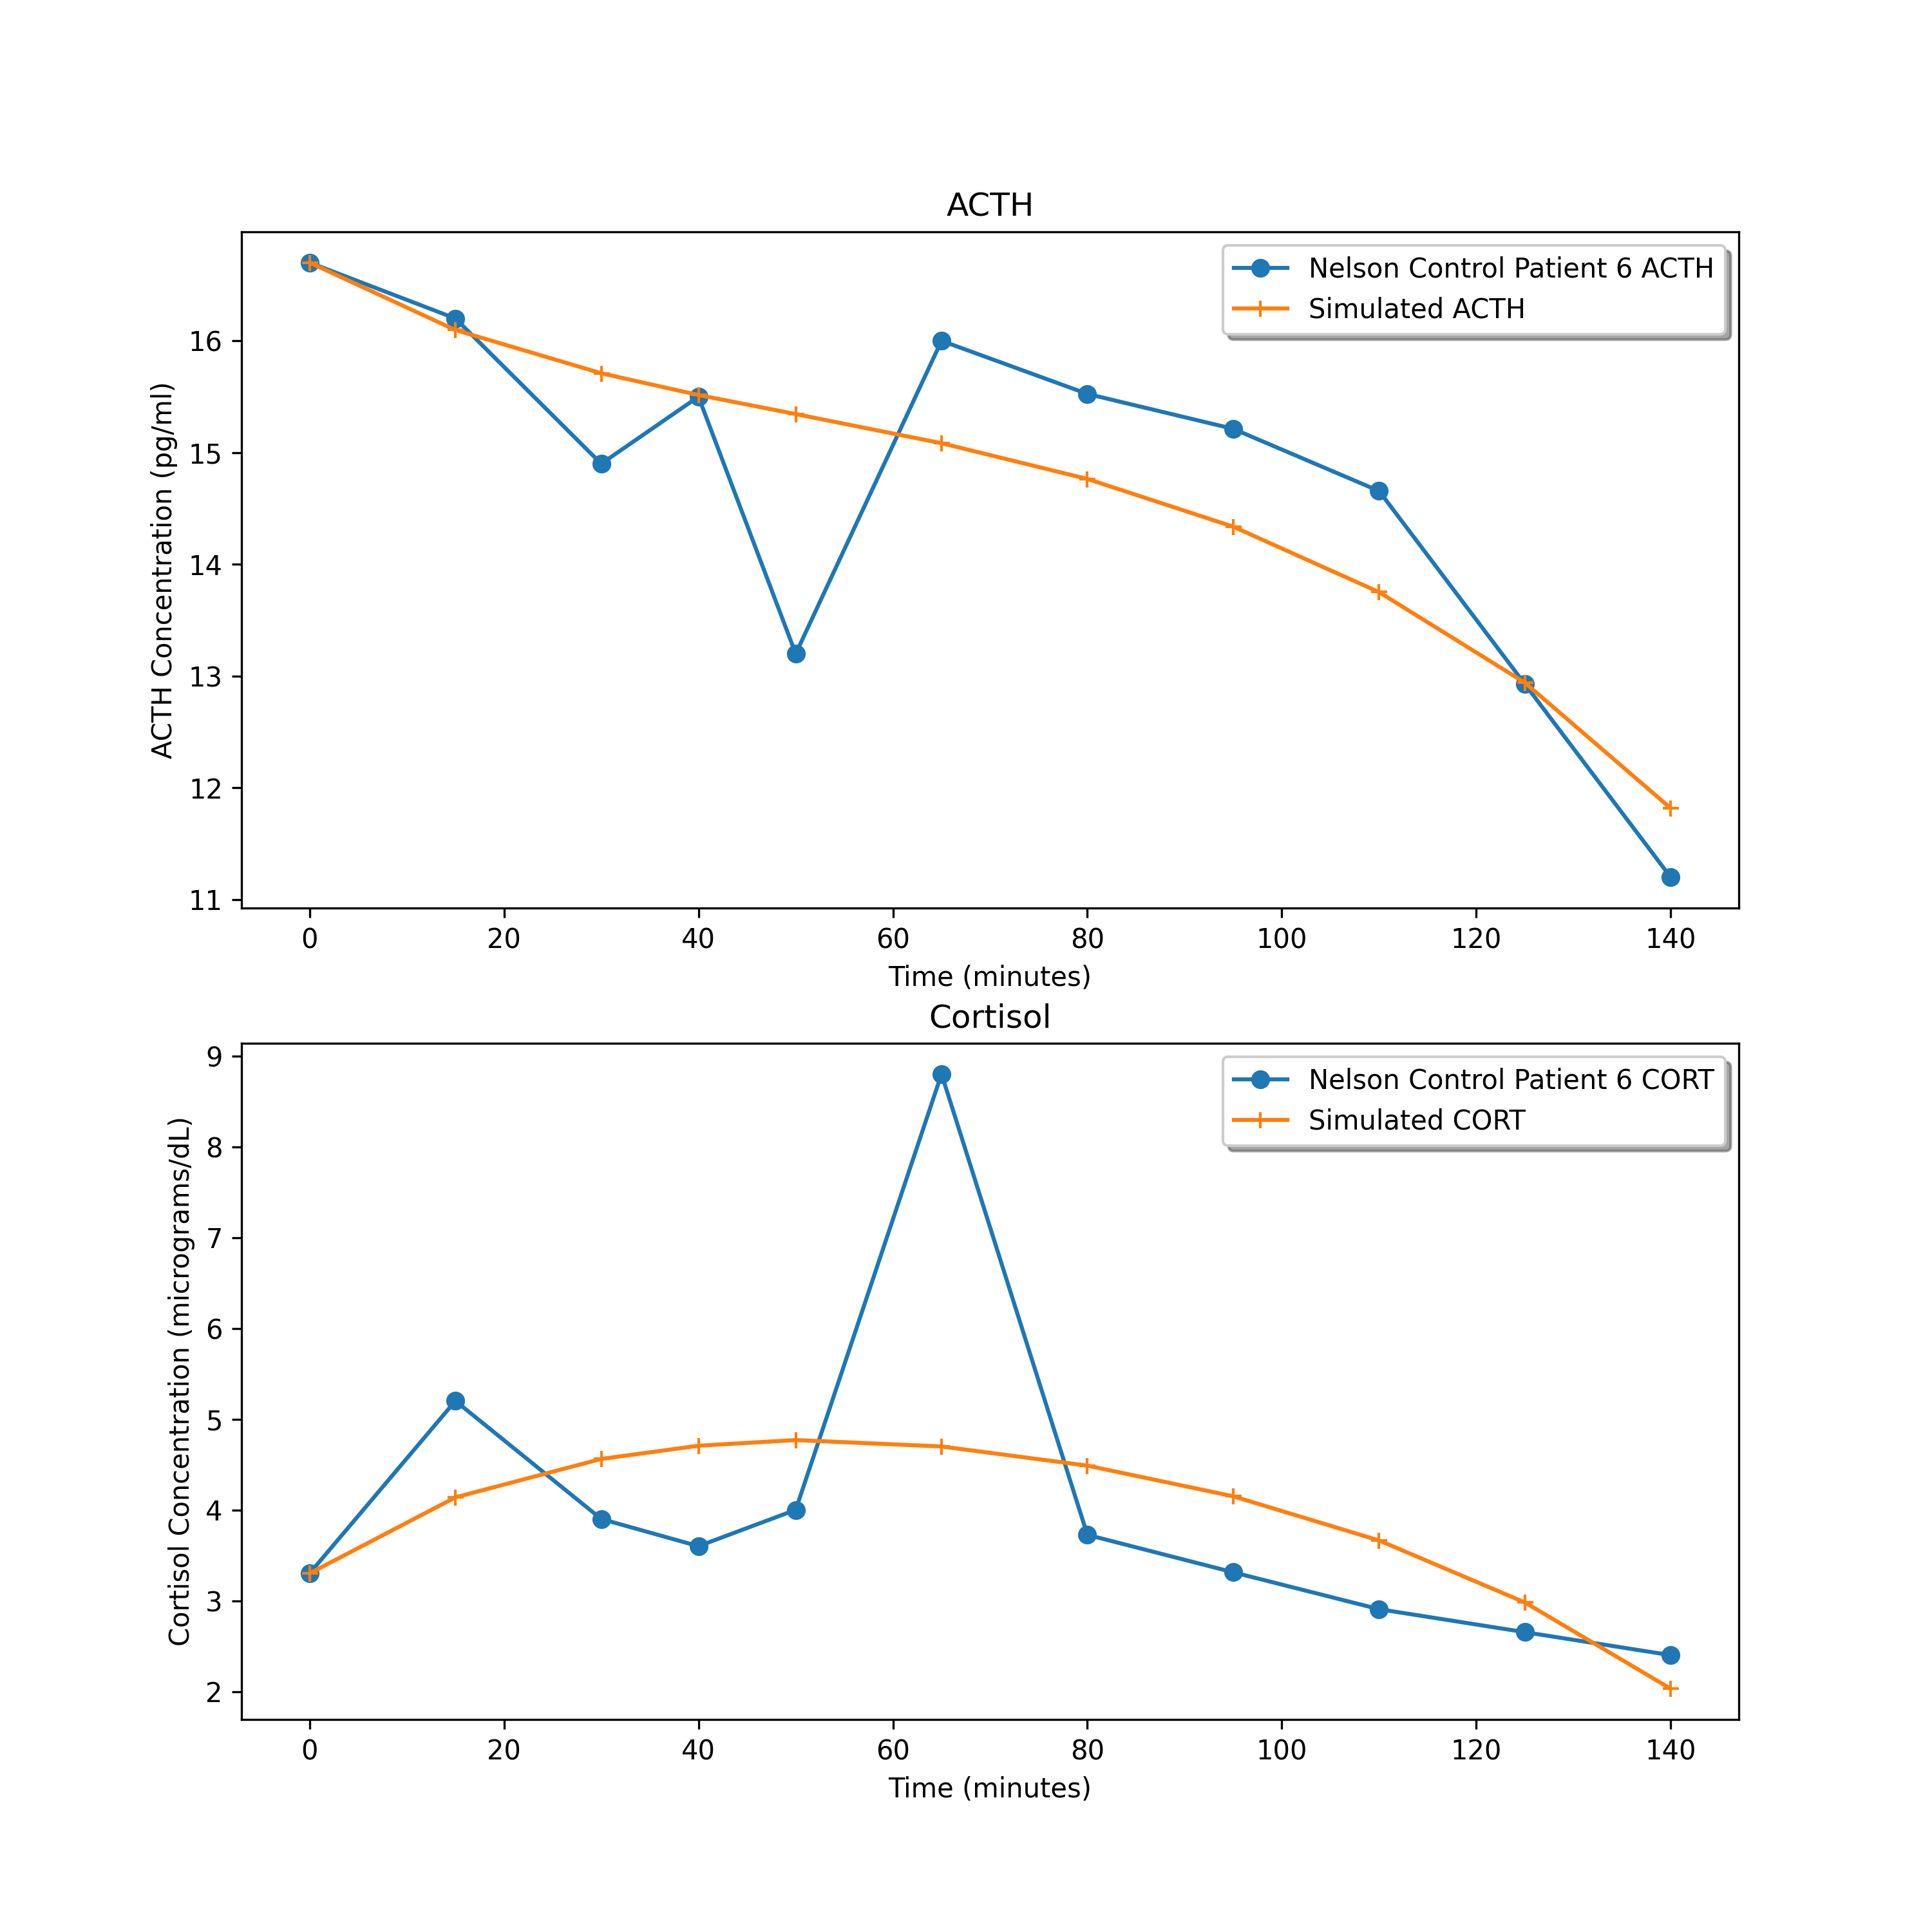 ACTH
Nelson Control Patient 6 ACTH
Simulated ACTH
ACTH Concentration (pg/ml)
16
15
14
13
12
11
0 20 40 60 80 100 120 140
Time (minutes)
Cortisol
Nelson Control Patient 6 CORT
Simulated CORT
Cortisol Concentration (micrograms/dL)
9
8
7
6
5
4
3
2
0 20 40 60 80 100 120 140
Time (minutes)